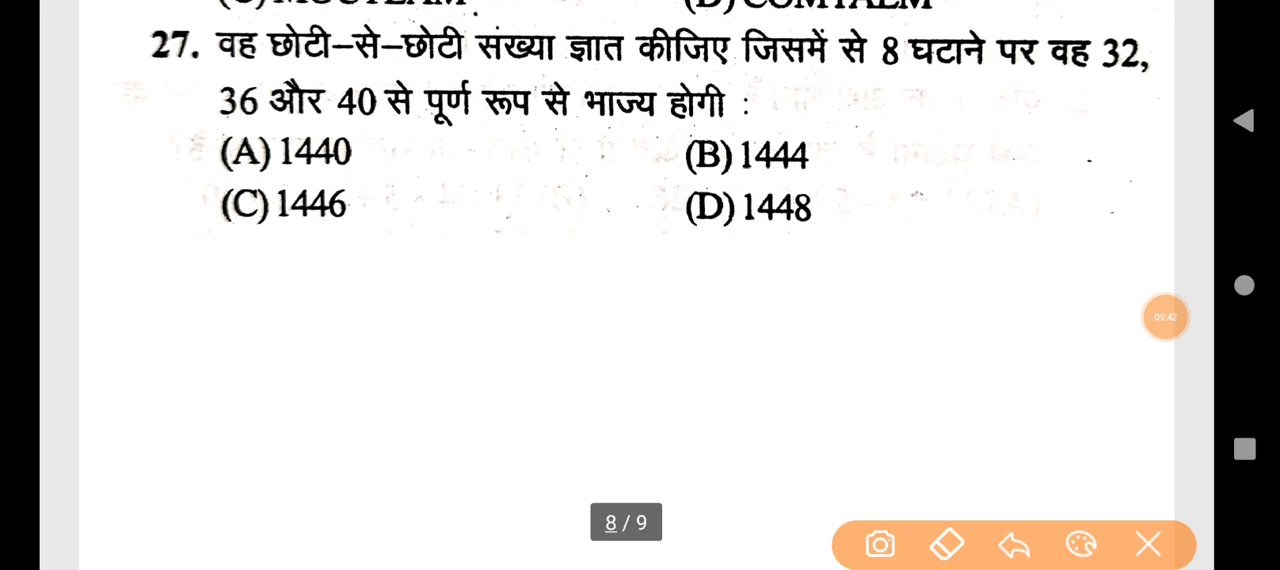 27. वह छोटी-से-छोटी संख्या ज्ञात कीजिए जिसमें से 8 घटाने पर वह 32,
36 और 40 से पूर्ण रूप से भाज्य होगी :
(A) 1440 (B) 1444
(C) 1446 (D) 1448
09:42
8 / 9